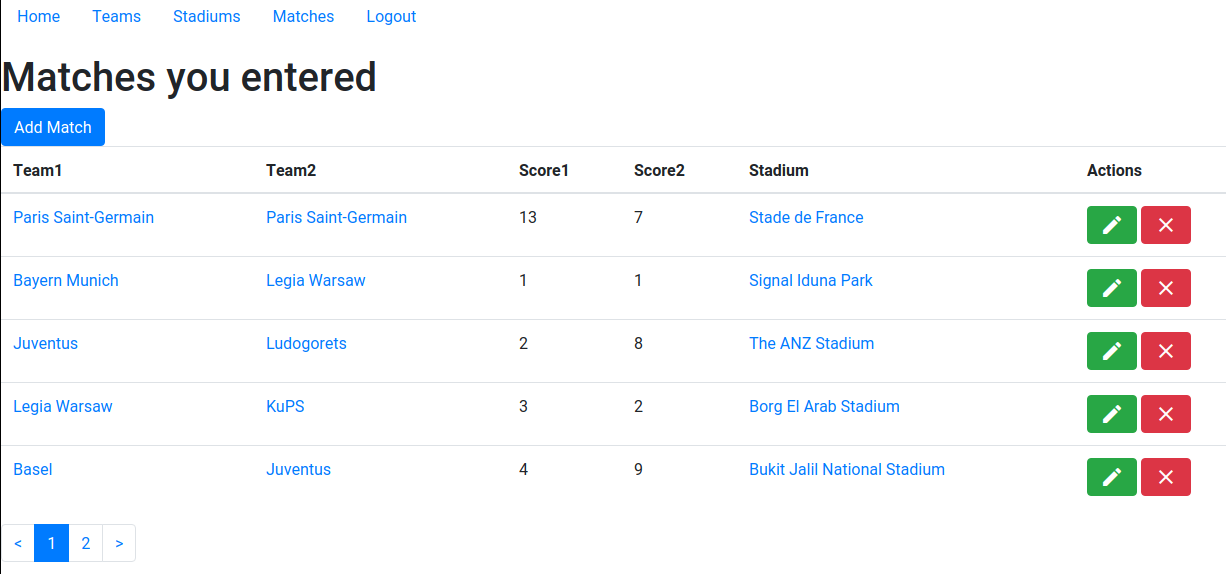 Home Teams Stadiums Matches Logout
Matches you entered
Add Match
Team1 Team2 Score1 Score2 Stadium Actions
Paris Saint-Germain Paris Saint-Germain 13 7 Stade de France
Bayern Munich Legia Warsaw 1 1 Signal Iduna Park
Juventus Ludogorets 2 8 The ANZ Stadium
Legia Warsaw KuPS 3 2 Borg El Arab Stadium
Basel Juventus 4 9 Bukit Jalil National Stadium
< 1 2 >